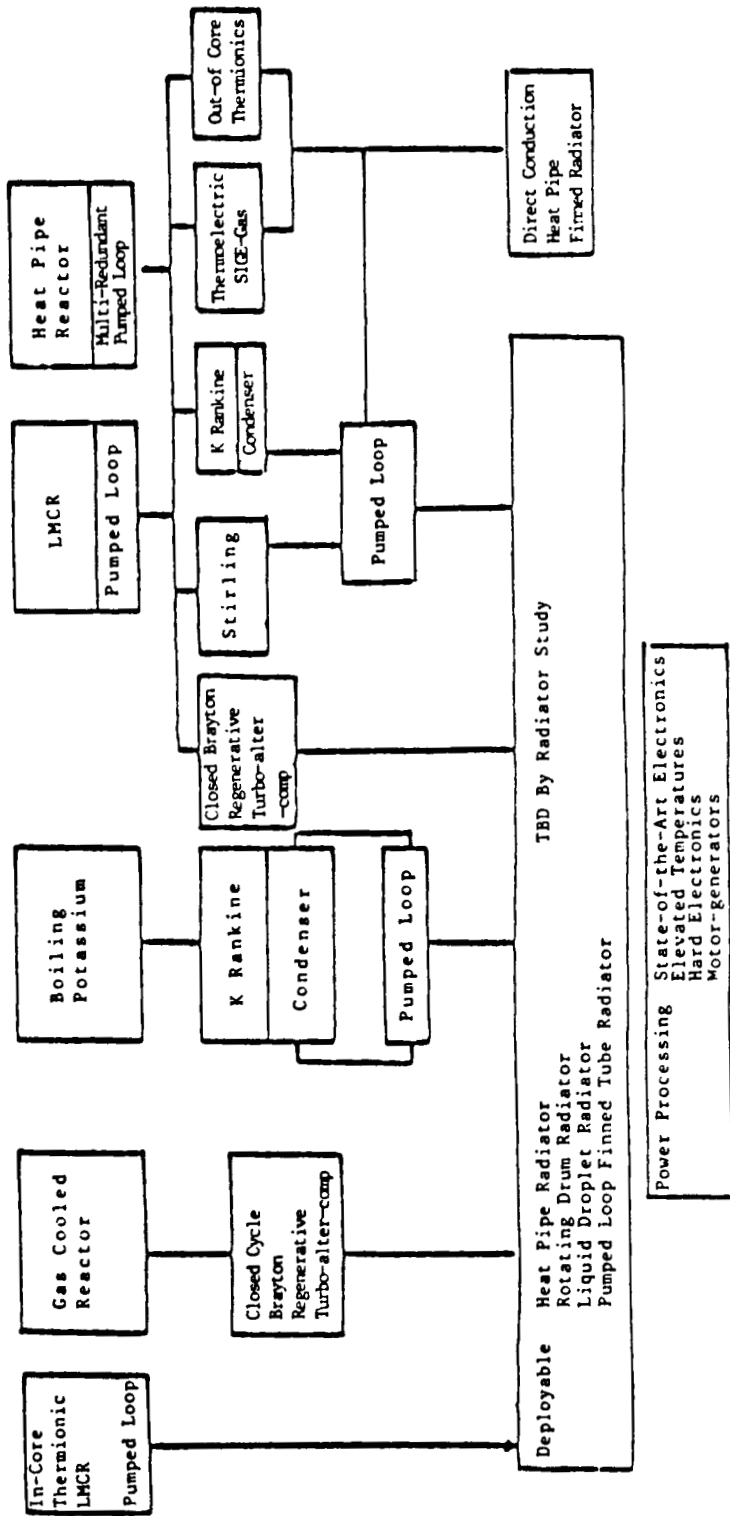 In-Core
Thermionic
LMCR
Pumped Loop
Gas Cooled
Reactor
Boiling
Potassium
LMCR
Pumped Loop
Heat Pipe
Reactor
Multi-Redundant
Pumped Loop
Closed Cycle
Brayton
Regenerative
Turbo-alter-comp
K Rankine
Condenser
Closed Brayton
Regenerative
Turbo-alter
-comp
Stirling
K Rankine
Condenser
Thermoelectric
SIGE-Gas
Out-of Core
Thermionics
Pumped Loop
Pumped Loop
Deployable
Heat Pipe Radiator
Rotating Drum Radiator
Liquid Droplet Radiator
Pumped Loop Finned Tube Radiator
TBD By Radiator Study
Direct Conduction
Heat Pipe
Finned Radiator
Power Processing State-of-the-Art Electronics
Elevated Temperatures
Hard Electronics
Motor-generators